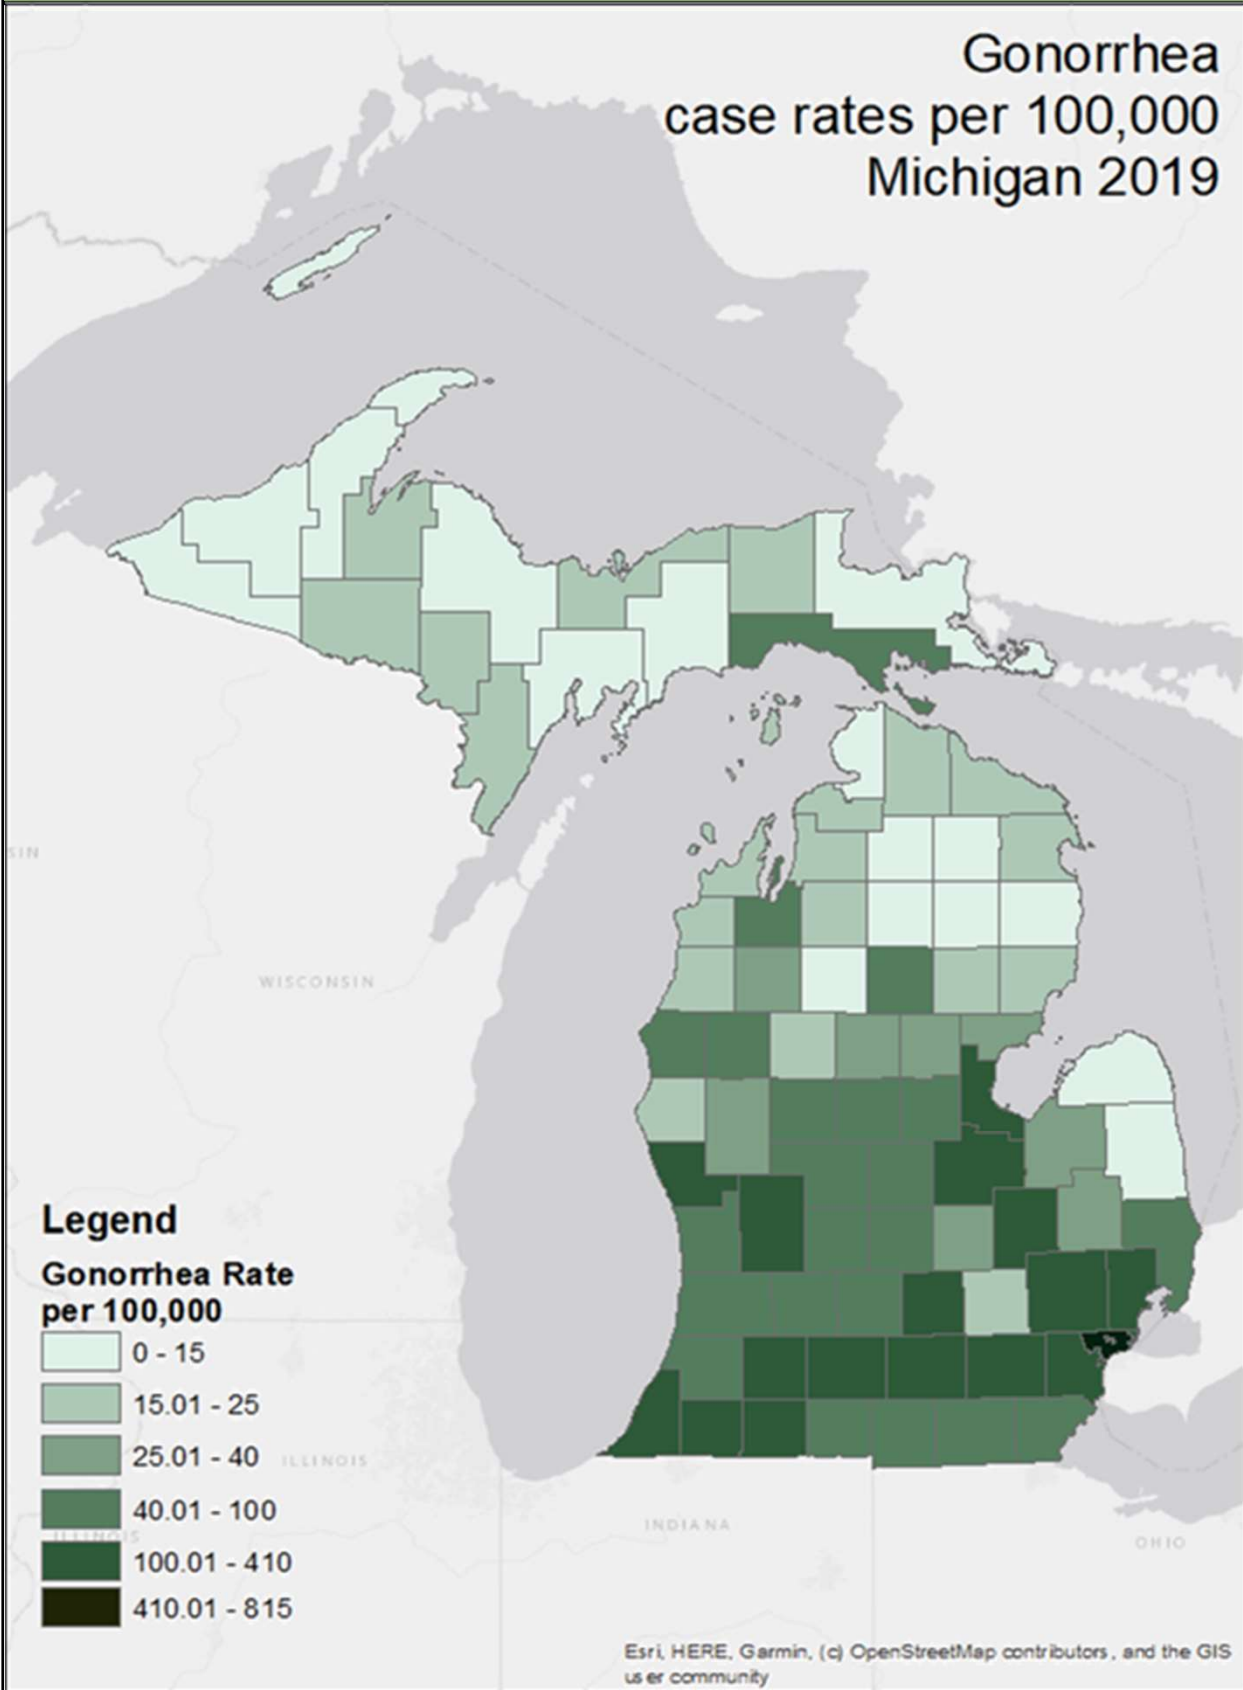 Gonorrhea
case rates per 100,000
Michigan 2019
SIN
WISCONSIN
Legend
Gonorrhea Rate
per 100,000
0 - 15
15.01 - 25
25.01 - 40
ILLINOIS
40.01 - 100
INDIANA
ILLINOIS
OHIO
100.01 - 410
410.01 - 815
Esri, HERE, Garmin, (c) OpenStreetMap contributors, and the GIS
user community